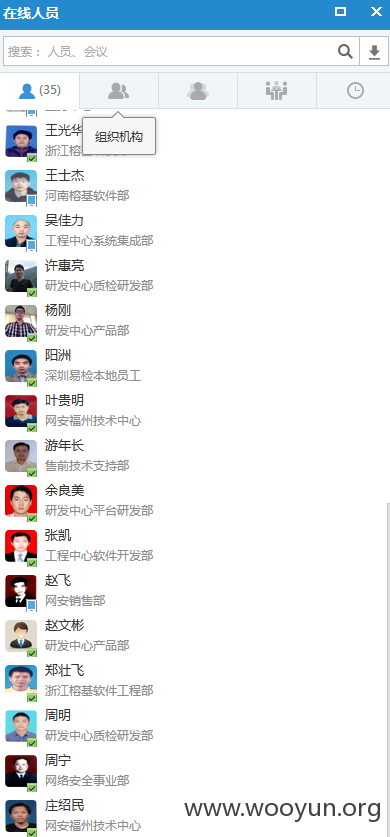 在线人员
搜索：人员、会议
(35)
组织机构
王光华
浙江榕基
王士杰
河南榕基软件部
吴佳力
工程中心系统集成部
许惠亮
研发中心质检研发部
杨刚
研发中心产品部
阳洲
深圳易检本地员工
叶贵明
网安福州技术中心
游年长
售前技术支持部
余良美
研发中心平台研发部
张凯
工程中心软件开发部
赵飞
网安销售部
赵文彬
研发中心产品部
郑壮飞
浙江榕基软件工程部
周明
研发中心质检研发部
周宁
网络安全事业部
庄绍民
网安福州技术中心
www.wooyun.org